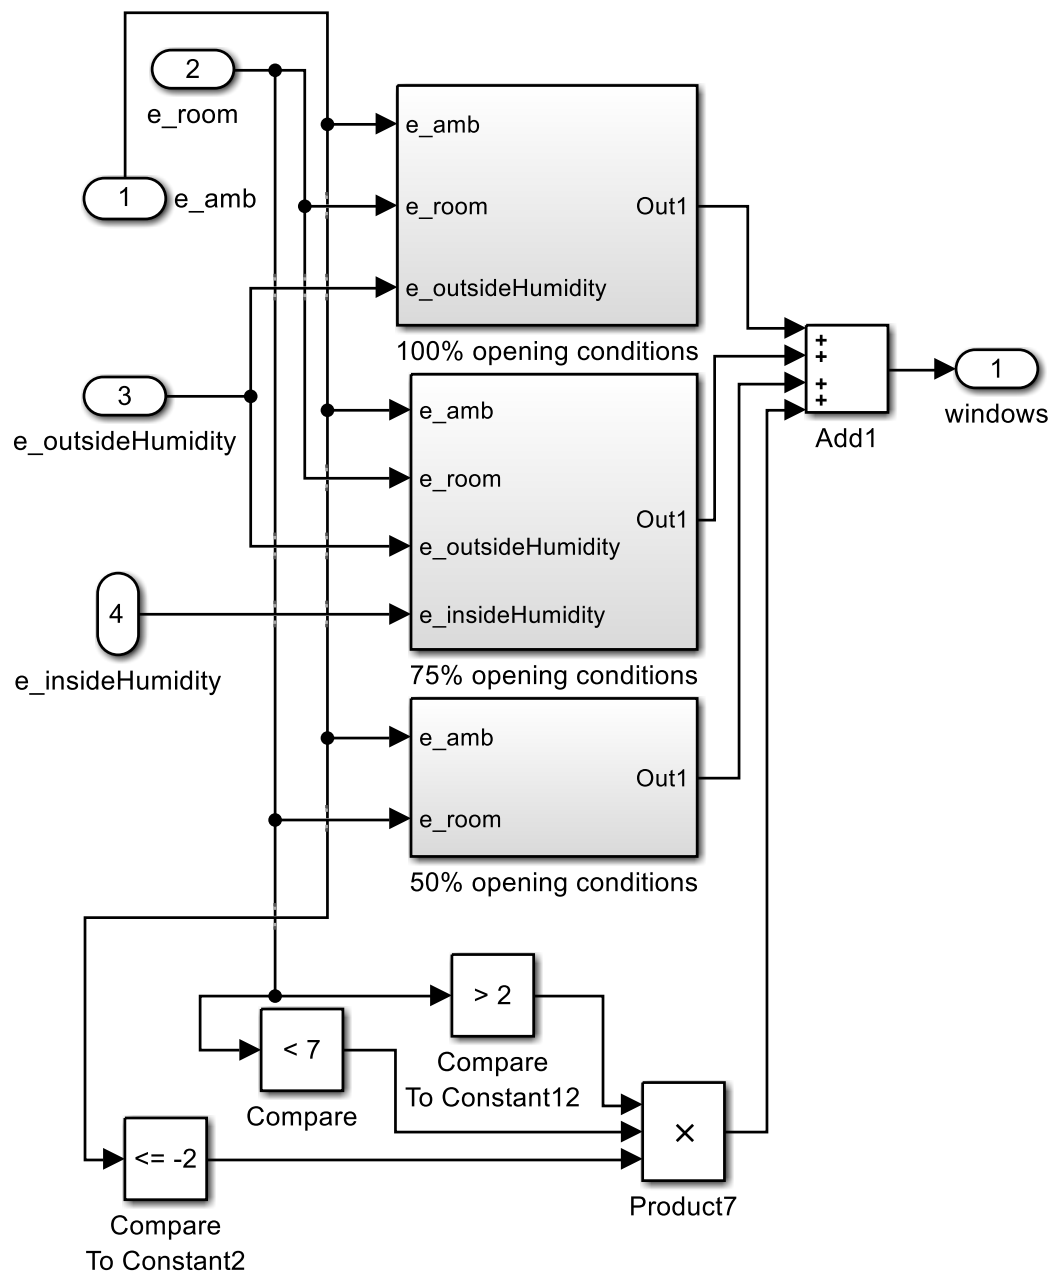 2
e_room
1
e_amb
e_amb
e_room
Out1
e_outsideHumidity
100% opening conditions
3
e_outsideHumidity
e_amb
e_room
Out1
e_outsideHumidity
e_insideHumidity
75% opening conditions
4
e_insideHumidity
e_amb
Out1
e_room
50% opening conditions
+
+
+
+
Add1
1
windows
> 2
Compare
To Constant12
< 7
Compare
<= -2
Compare
To Constant2
×
Product7